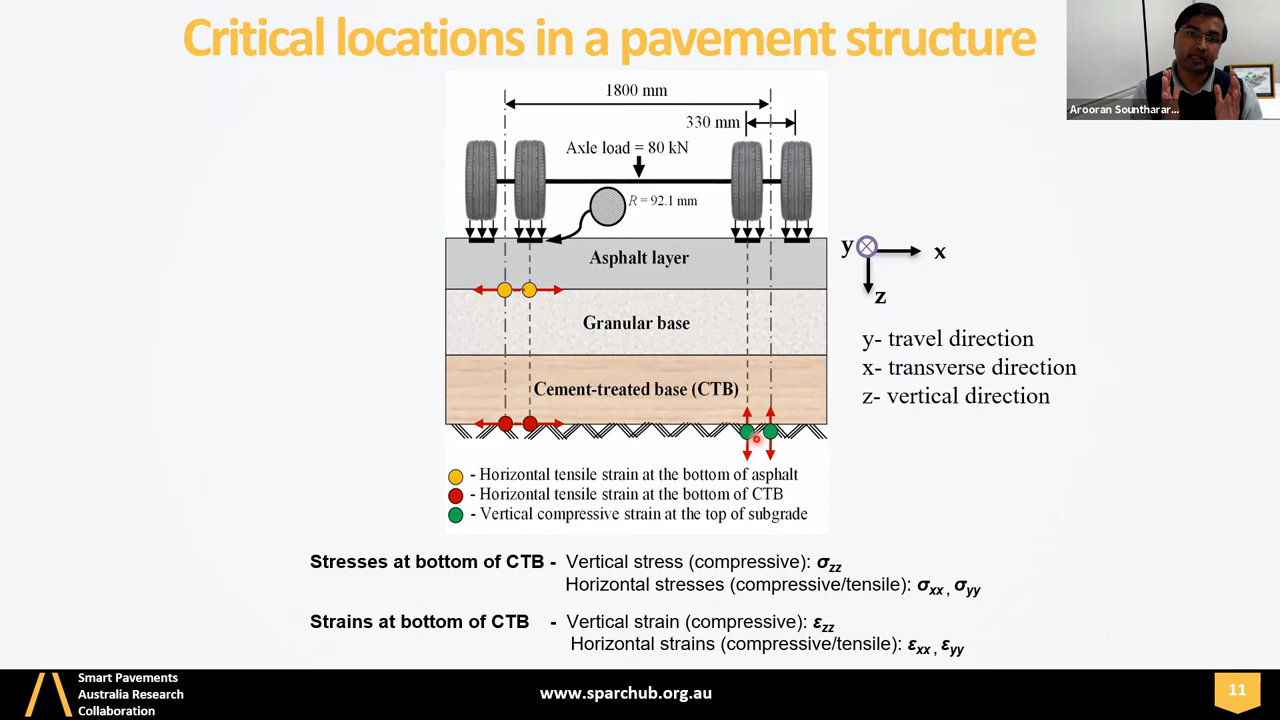 Critical locations in a pavement structure
Arooran Sountharar...
1800 mm
330 mm
Axle load = 80 kN
R = 92.1 mm
Asphalt layer
y
x
z
Granular base
y- travel direction
x- transverse direction
z- vertical direction
Cement-treated base (CTB)
- Horizontal tensile strain at the bottom of asphalt
- Horizontal tensile strain at the bottom of CTB
- Vertical compressive strain at the top of subgrade
Stresses at bottom of CTB - Vertical stress (compressive): σzz
Horizontal stresses (compressive/tensile): σxx , σyy
Strains at bottom of CTB - Vertical strain (compressive): εzz
Horizontal strains (compressive/tensile): εxx , εyy
Smart Pavements
Australia Research
Collaboration
www.sparchub.org.au
11